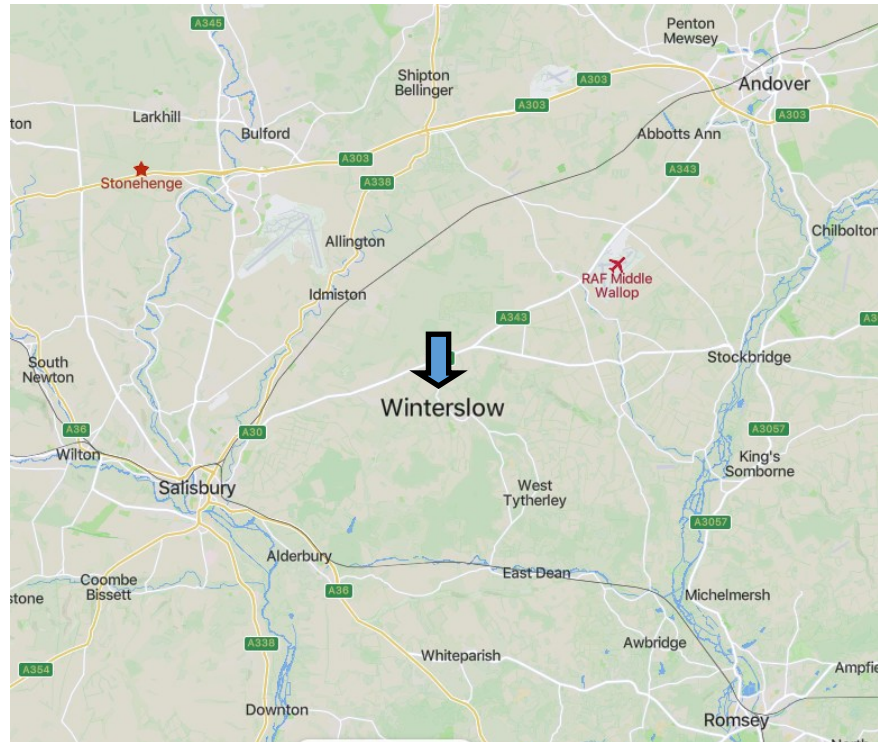 A345
Penton
Mewsey
Shipton
Bellinger
Andover
A303
A303
A303
Larkhill
ton
Bulford
Abbotts Ann
A303
A343
A338
Stonehenge
Chilbolton
Allington
RAF Middle
Wallop
Idmiston
A343
A3
Stockbridge
South
Newton
Winterslow
A36
A30
A3057
Wilton
King's
Somborne
Salisbury
West
Tytherley
A3057
Alderbury
East Dean
Coombe
Bissett
stone
A36
Michelmersh
A338
Awbridge
Whiteparish
A354
Ampfie
Downton
Romsey